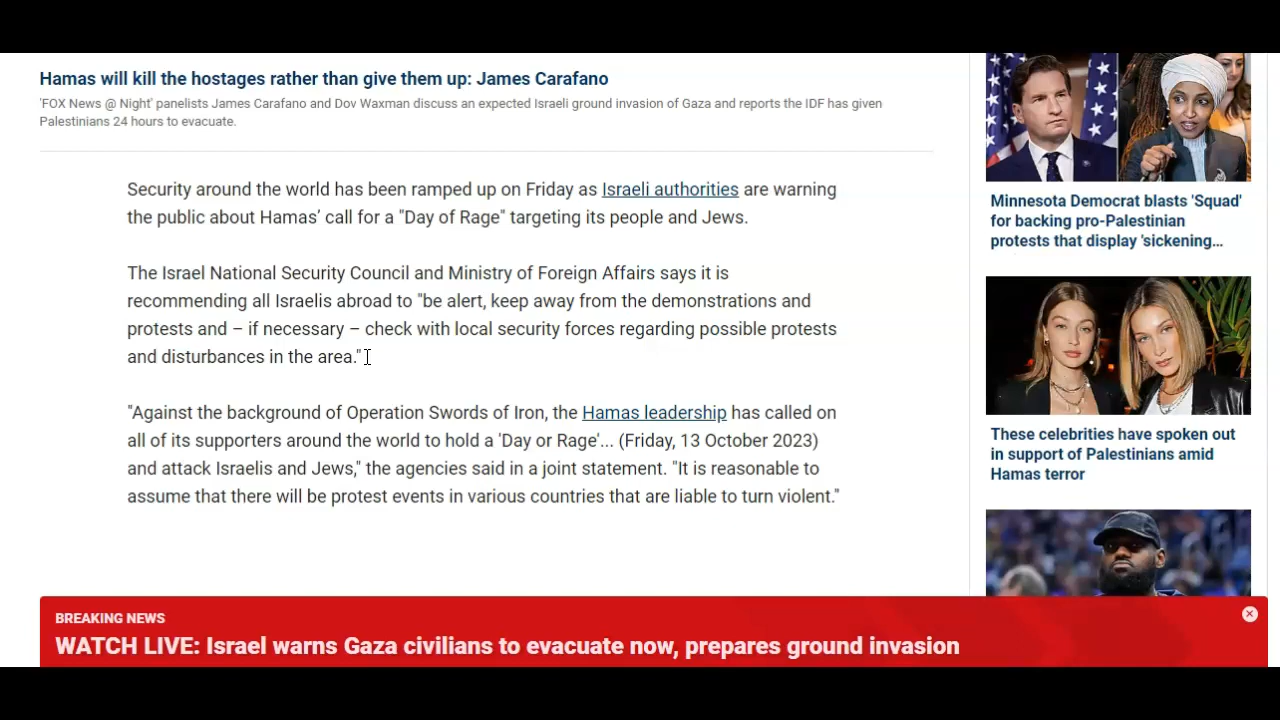 Hamas will kill the hostages rather than give them up: James Carafano
'FOX News @ Night' panelists James Carafano and Dov Waxman discuss an expected Israeli ground invasion of Gaza and reports the IDF has given
Palestinians 24 hours to evacuate.
Security around the world has been ramped up on Friday as Israeli authorities are warning
the public about Hamas’ call for a "Day of Rage" targeting its people and Jews.
The Israel National Security Council and Ministry of Foreign Affairs says it is
recommending all Israelis abroad to "be alert, keep away from the demonstrations and
protests and – if necessary – check with local security forces regarding possible protests
and disturbances in the area."
"Against the background of Operation Swords of Iron, the Hamas leadership has called on
all of its supporters around the world to hold a 'Day or Rage'... (Friday, 13 October 2023)
and attack Israelis and Jews," the agencies said in a joint statement. "It is reasonable to
assume that there will be protest events in various countries that are liable to turn violent."
Minnesota Democrat blasts 'Squad'
for backing pro-Palestinian
protests that display 'sickening...
These celebrities have spoken out
in support of Palestinians amid
Hamas terror
BREAKING NEWS
WATCH LIVE: Israel warns Gaza civilians to evacuate now, prepares ground invasion